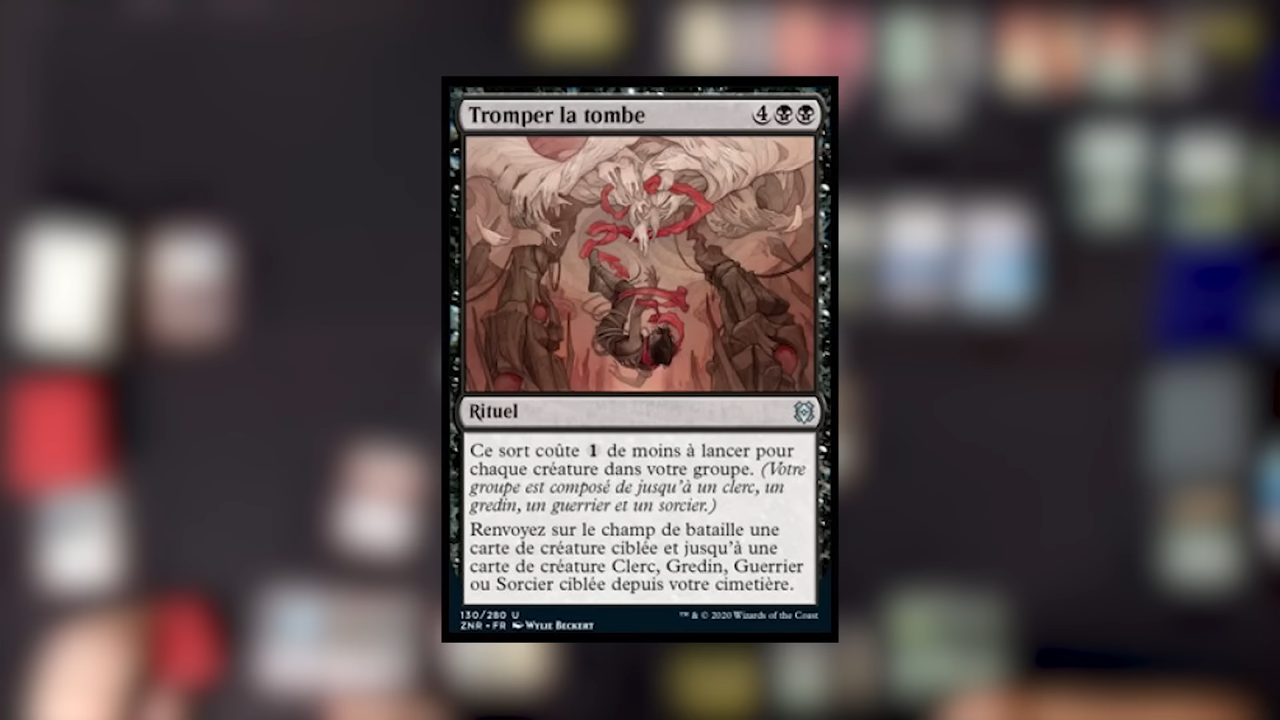 Tromper la tombe 4
Rituel
Ce sort coûte 1 de moins à lancer pour
chaque créature dans votre groupe. (Votre
groupe est composé de jusqu'à un clerc, un
gredin, un guerrier et un sorcier.)
Renvoyez sur le champ de bataille une
carte de créature ciblée et jusqu'à une
carte de créature Clerc, Gredin, Guerrier
ou Sorcier ciblée depuis votre cimetière.
130/280 U
ZNR • FR WYLIE BECKERT
™ & © 2020 Wizards of the Coast